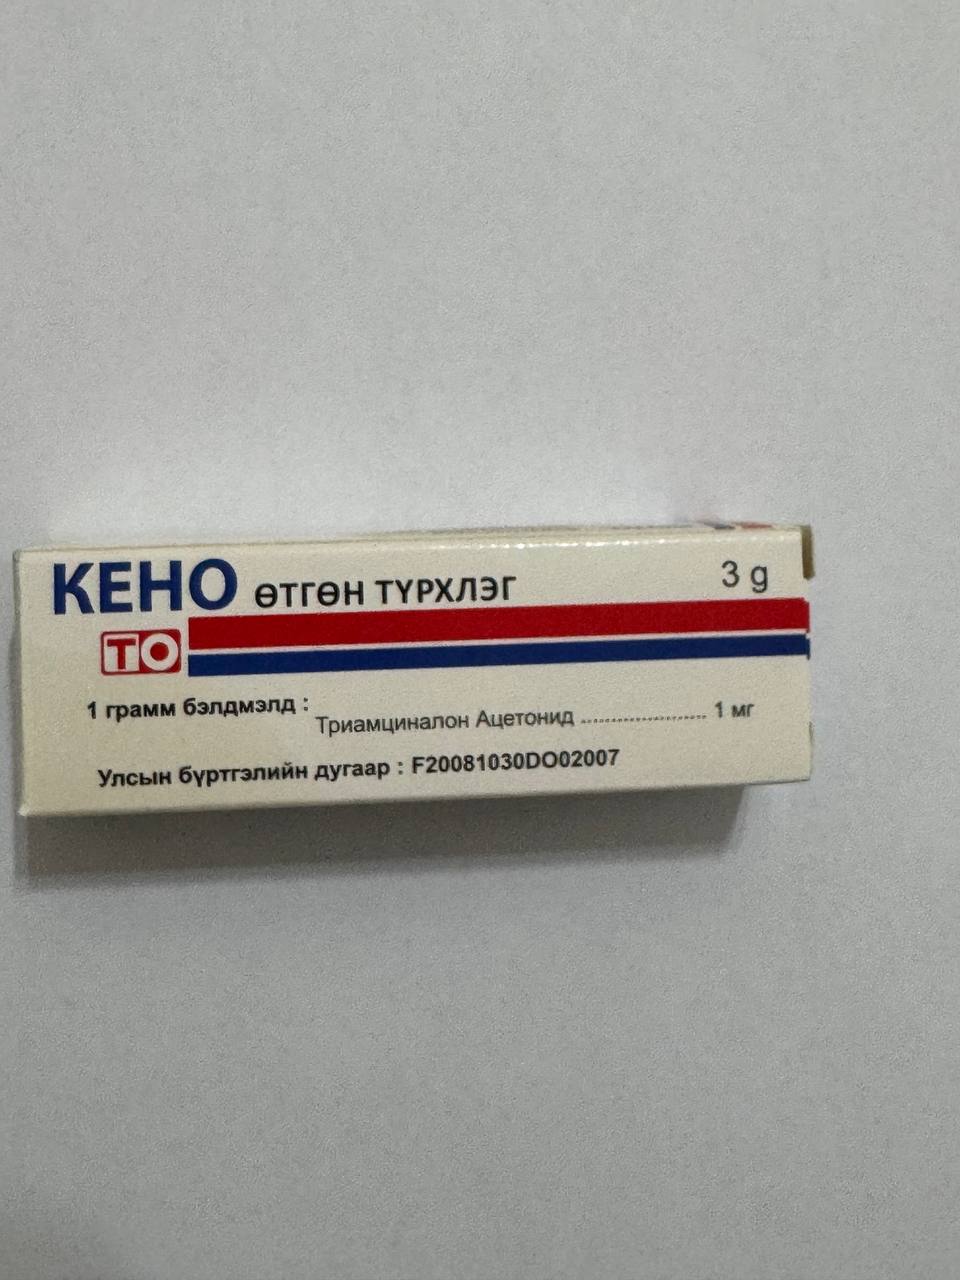 КЕНО ӨТГӨН ТҮРХЛЭГ 3 g
TO
1 грамм бэлдмэлд :
Триамциналон Ацетонид ........................ 1 мг
Улсын бүртгэлийн дугаар : F20081030DO02007